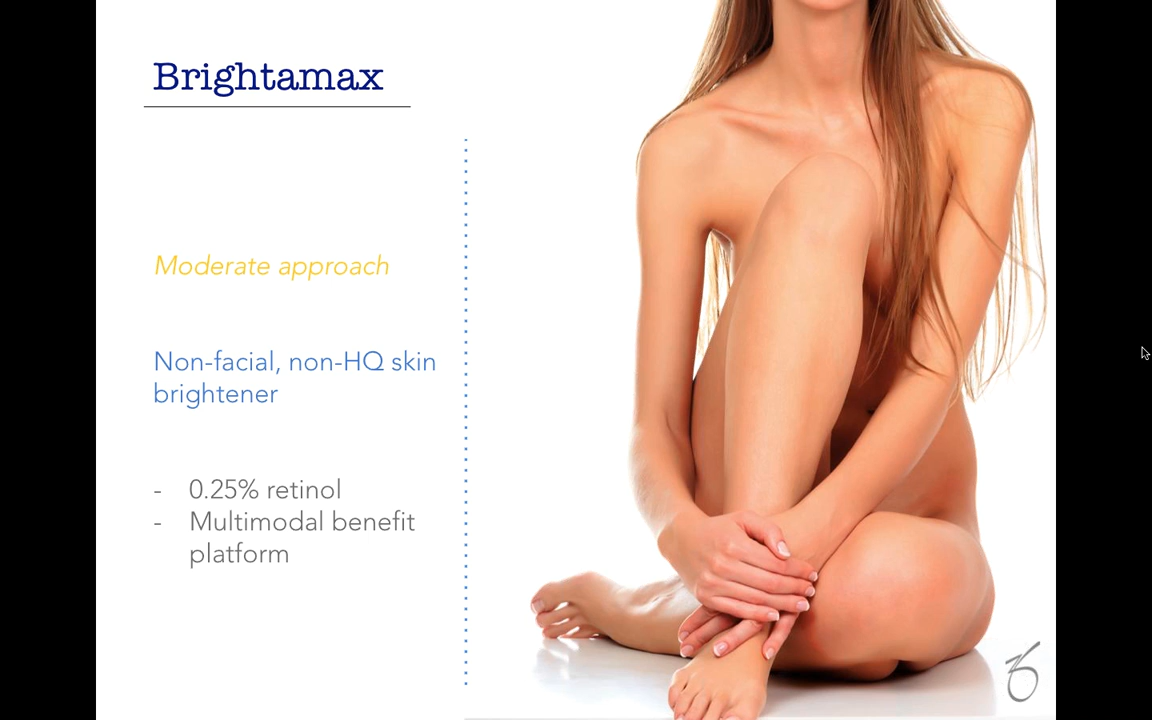 Brightamax
Moderate approach
Non-facial, non-HQ skin
brightener
- 0.25% retinol
- Multimodal benefit
platform